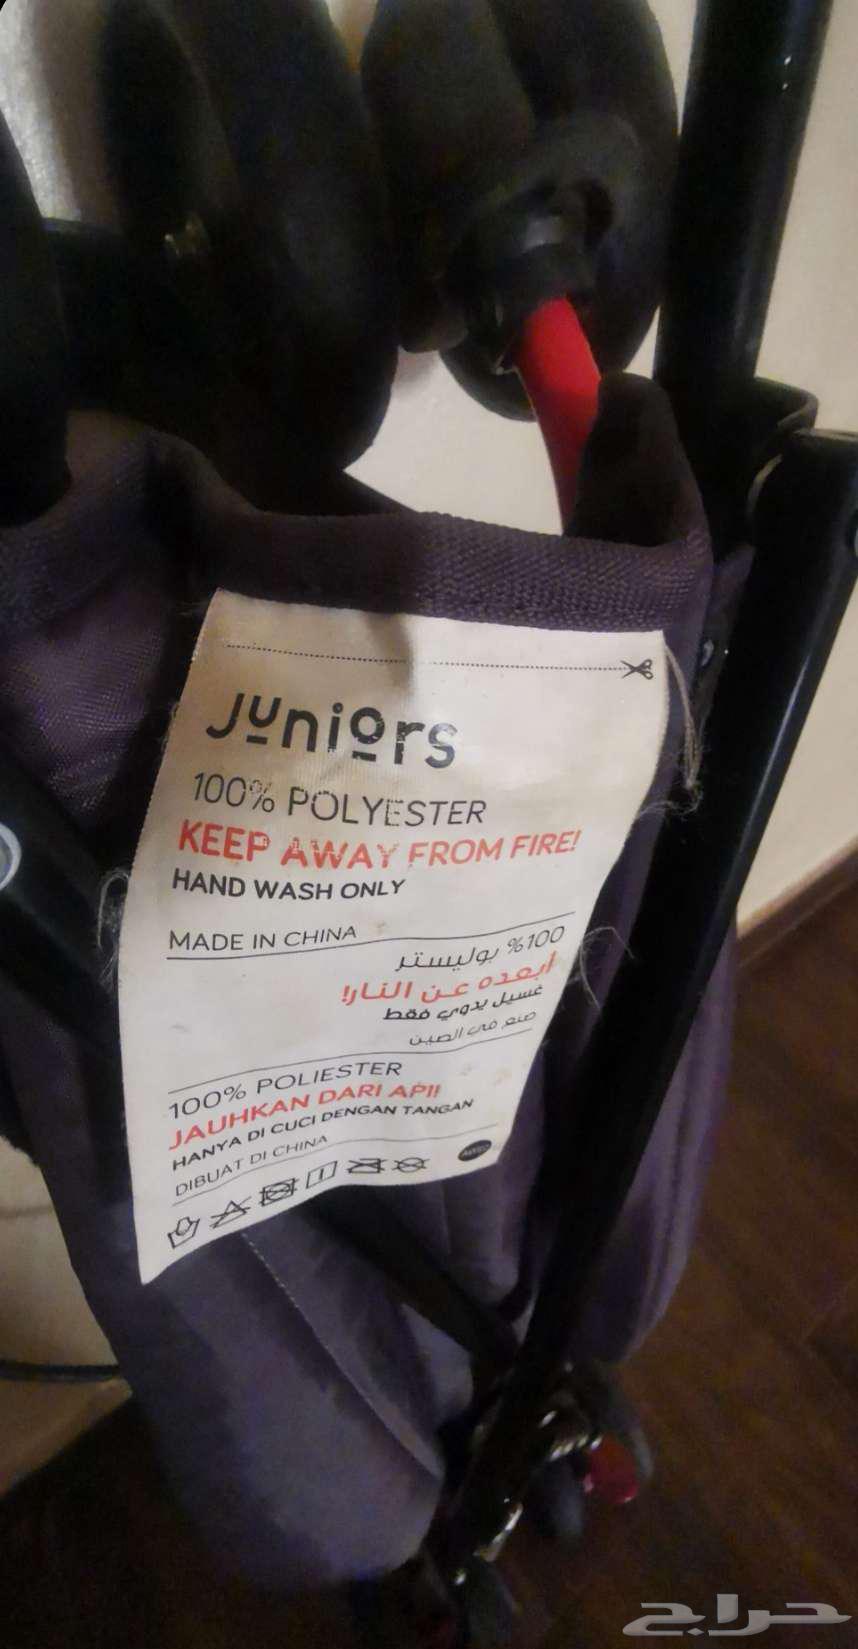 Juniors
100% POLYESTER
KEEP AWAY FROM FIRE!
HAND WASH ONLY
MADE IN CHINA
100% بوليستر
أبعده عن النار!
غسيل يدوي فقط
صنع في الصين
100% POLIESTER
JAUHKAN DARI API!
HANYA DI CUCI DENGAN TANGAN
DIBUAT DI CHINA
حراج